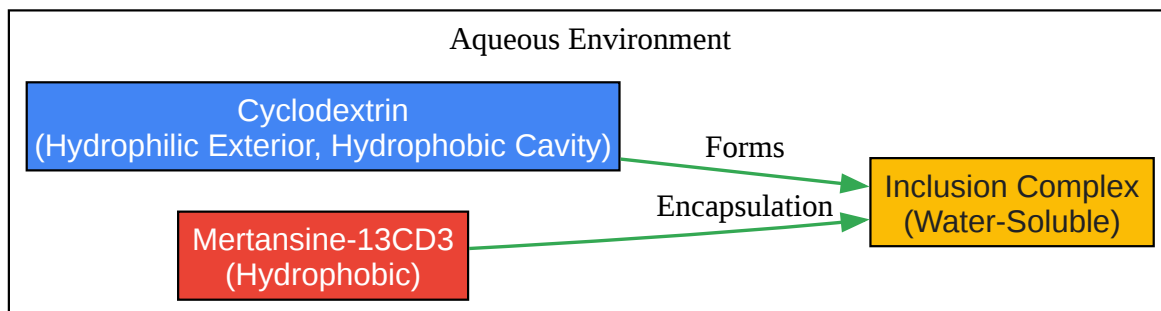 Aqueous Environment
Cyclodextrin
(Hydrophilic Exterior, Hydrophobic Cavity)
Forms
Encapsulation
Mertansine-13CD3
(Hydrophobic)
Inclusion Complex
(Water-Soluble)